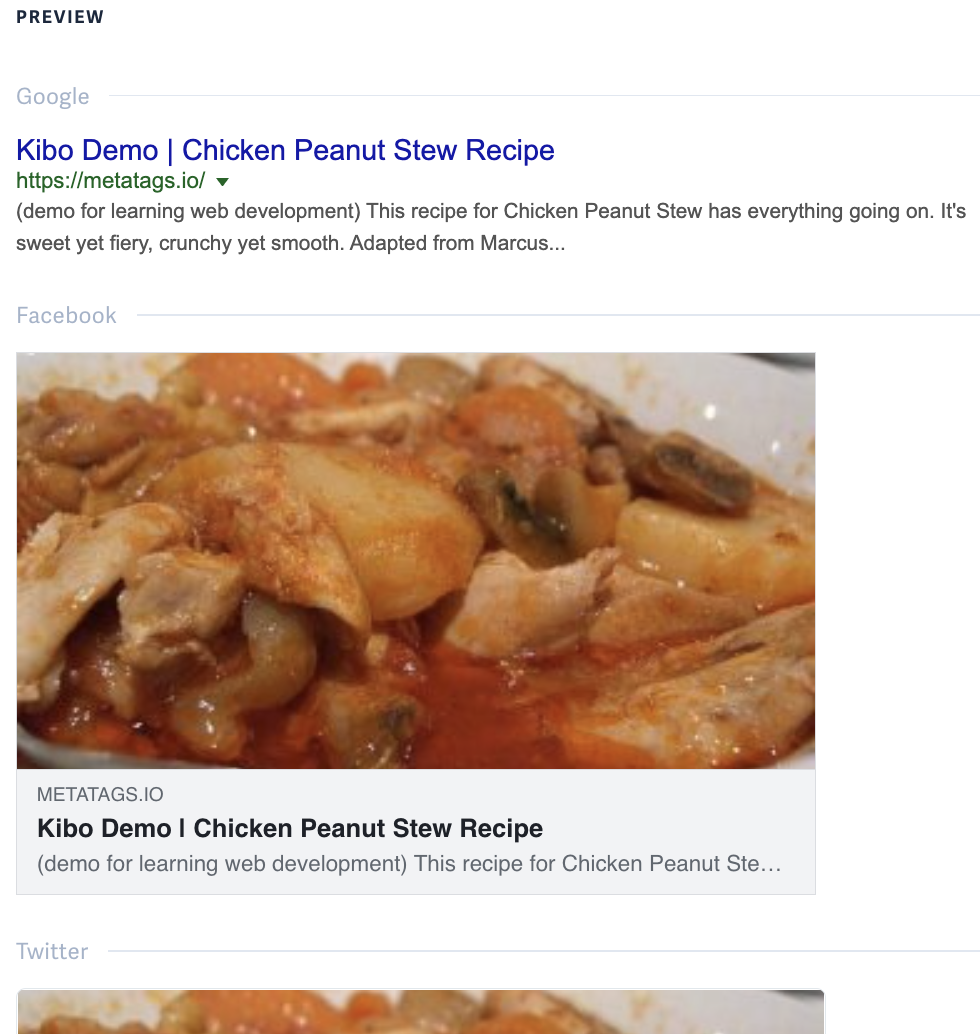 PREVIEW
Google
Kibo Demo | Chicken Peanut Stew Recipe
https://metatags.io/
(demo for learning web development) This recipe for Chicken Peanut Stew has everything going on. It's
sweet yet fiery, crunchy yet smooth. Adapted from Marcus...
Facebook
METATAGS.IO
Kibo Demo | Chicken Peanut Stew Recipe
(demo for learning web development) This recipe for Chicken Peanut Ste…
Twitter